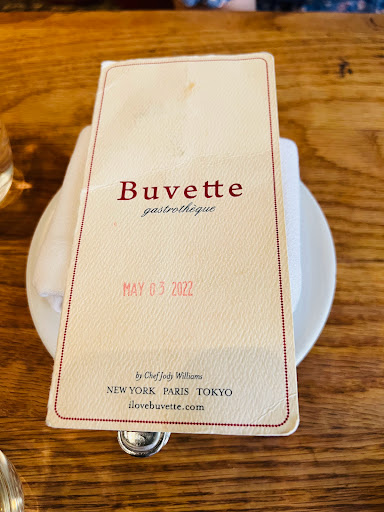 Buvette
gastrothèque
MAY 03 2022
by Chef Jody Williams
NEW YORK PARIS TOKYO
ilovebuvette.com